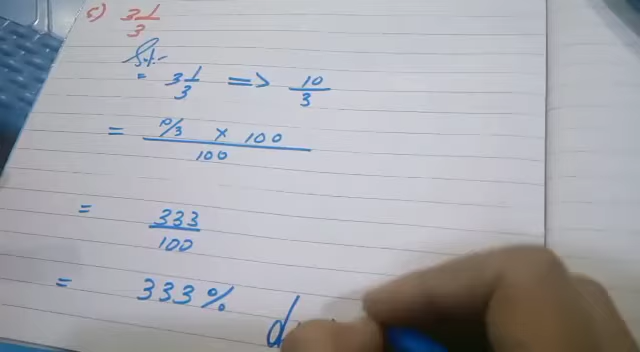 c) 3 1/3
Sol:-
= 3 1/3 => 10/3
= 10/3 x 100 / 100
= 333/100
= 333%